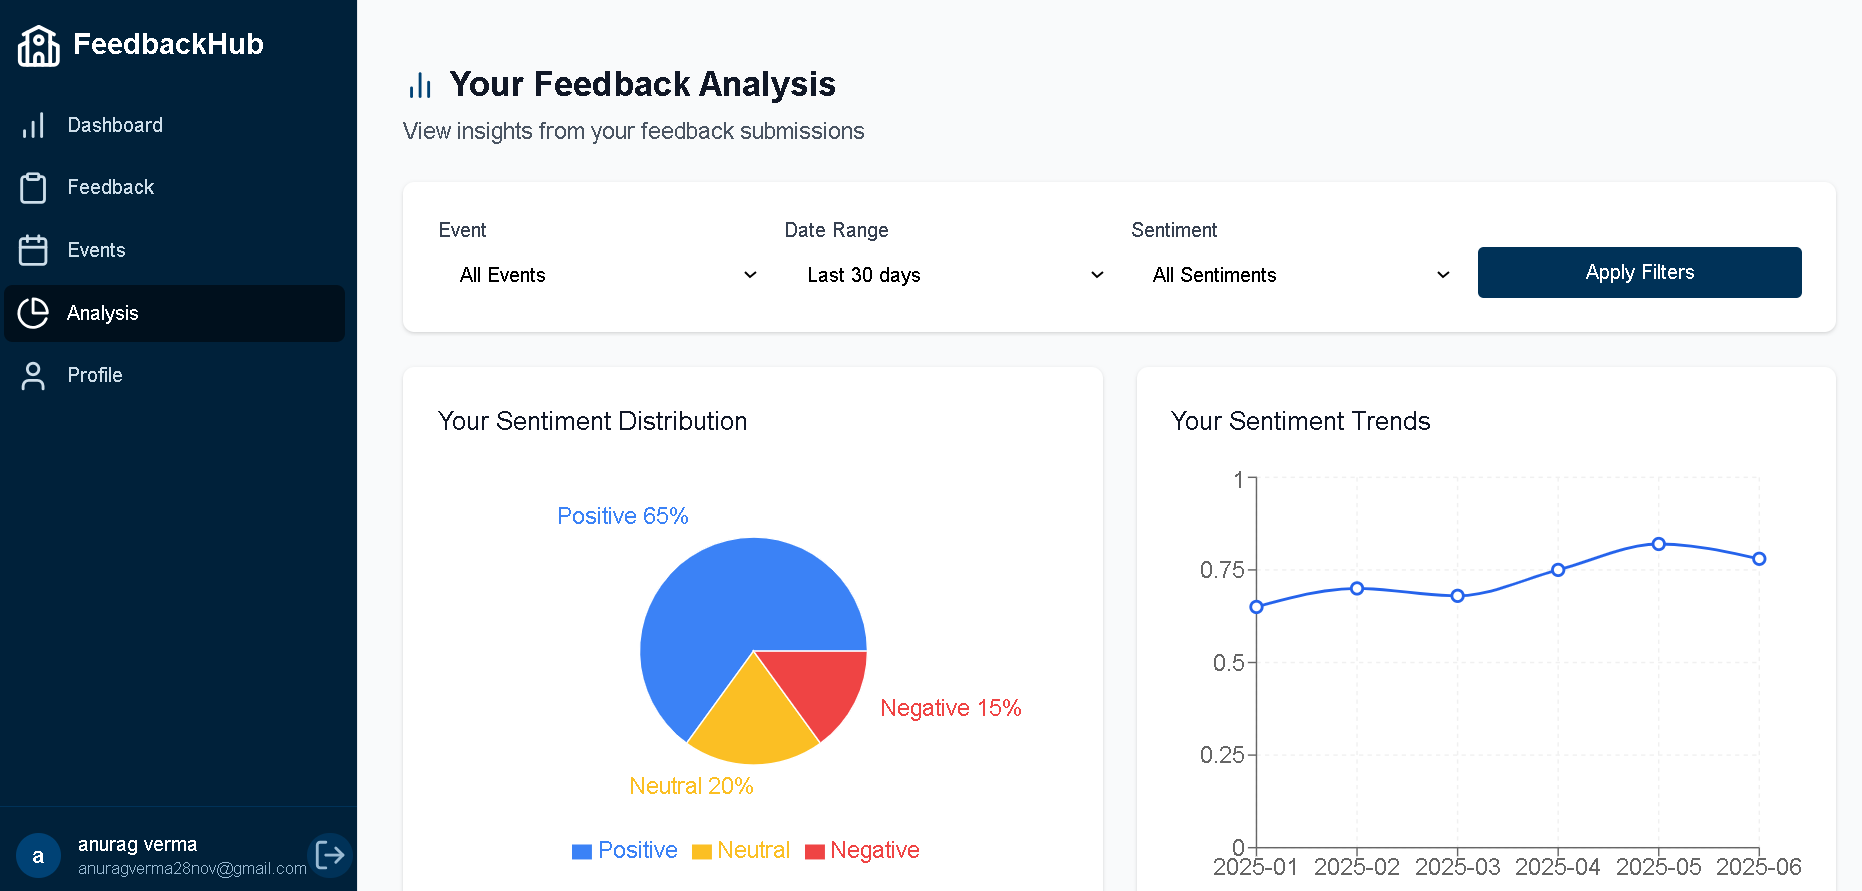 FeedbackHub
Dashboard
Feedback
Events
Analysis
Profile
a
anurag verma
anuragverma28nov@gmail.com
Your Feedback Analysis
View insights from your feedback submissions
Event
All Events
Date Range
Last 30 days
Sentiment
All Sentiments
Apply Filters
Your Sentiment Distribution
Positive 65%
Negative 15%
Neutral 20%
Positive Neutral Negative
Your Sentiment Trends
1
0.75
0.5
0.25
0
2025-01 2025-02 2025-03 2025-04 2025-05 2025-06